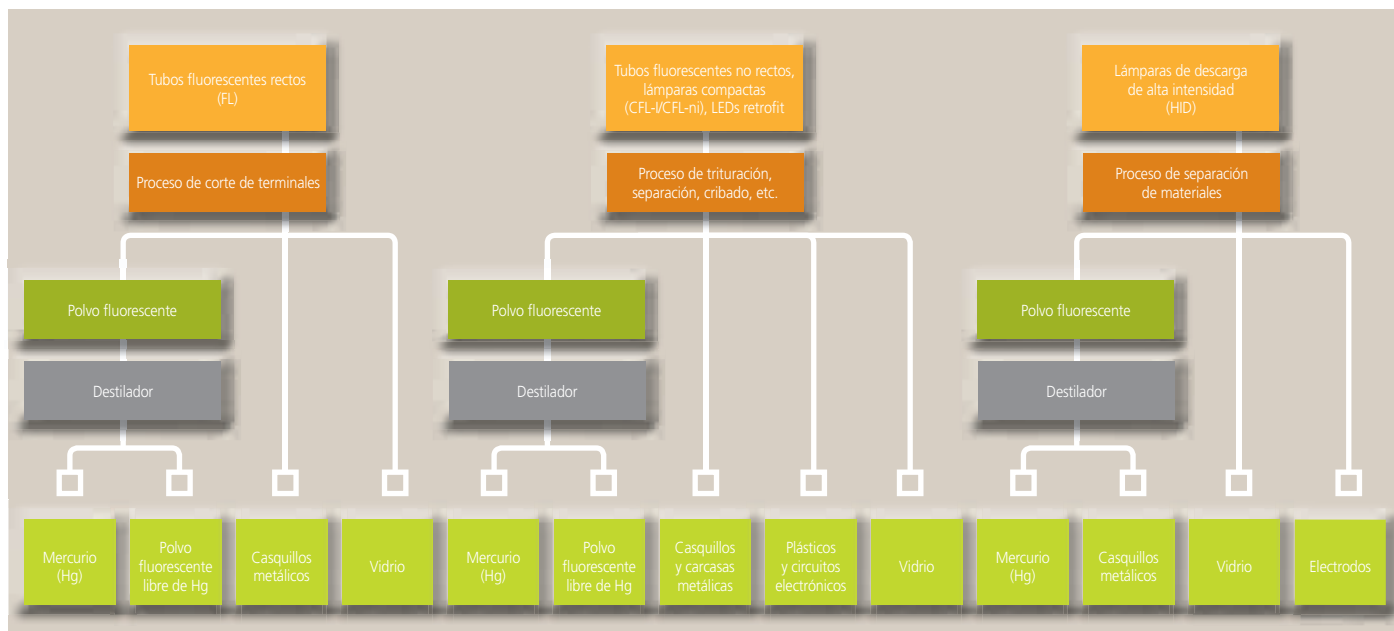 Tubos fluorescentes rectos
(FL)
Tubos fluorescentes no rectos,
lámparas compactas
(CFL-I/CFL-ni), LEDs retrofit
Lámparas de descarga
de alta intensidad
(HID)
Proceso de corte de terminales
Proceso de trituración,
separación, cribado, etc.
Proceso de separación
de materiales
Polvo fluorescente
Polvo fluorescente
Polvo fluorescente
Destilador
Destilador
Destilador
Mercurio
(Hg)
Polvo
fluorescente
libre de Hg
Casquillos
metálicos
Vidrio
Mercurio
(Hg)
Polvo
fluorescente
libre de Hg
Casquillos
y carcasas
metálicas
Plásticos
y circuitos
electrónicos
Vidrio
Mercurio
(Hg)
Casquillos
metálicos
Vidrio
Electrodos